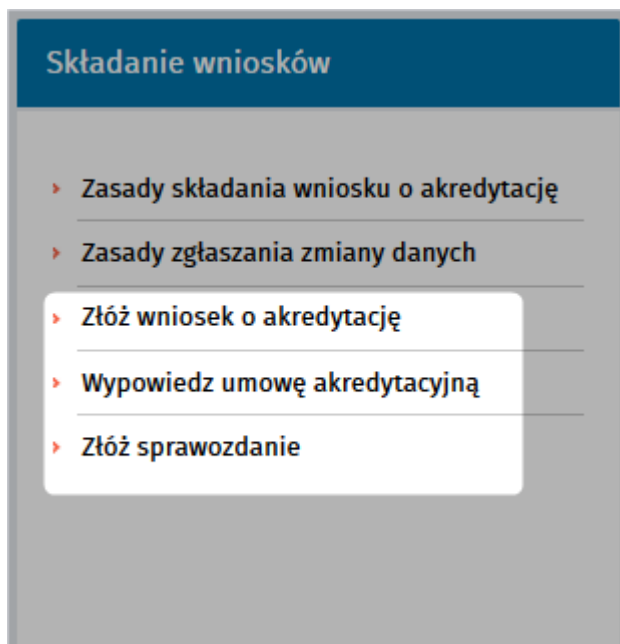 Składanie wniosków
Zasady składania wniosku o akredytację
Zasady zgłaszania zmiany danych
Złóż wniosek o akredytację
Wypowiedz umowę akredytacyjną
Złóż sprawozdanie